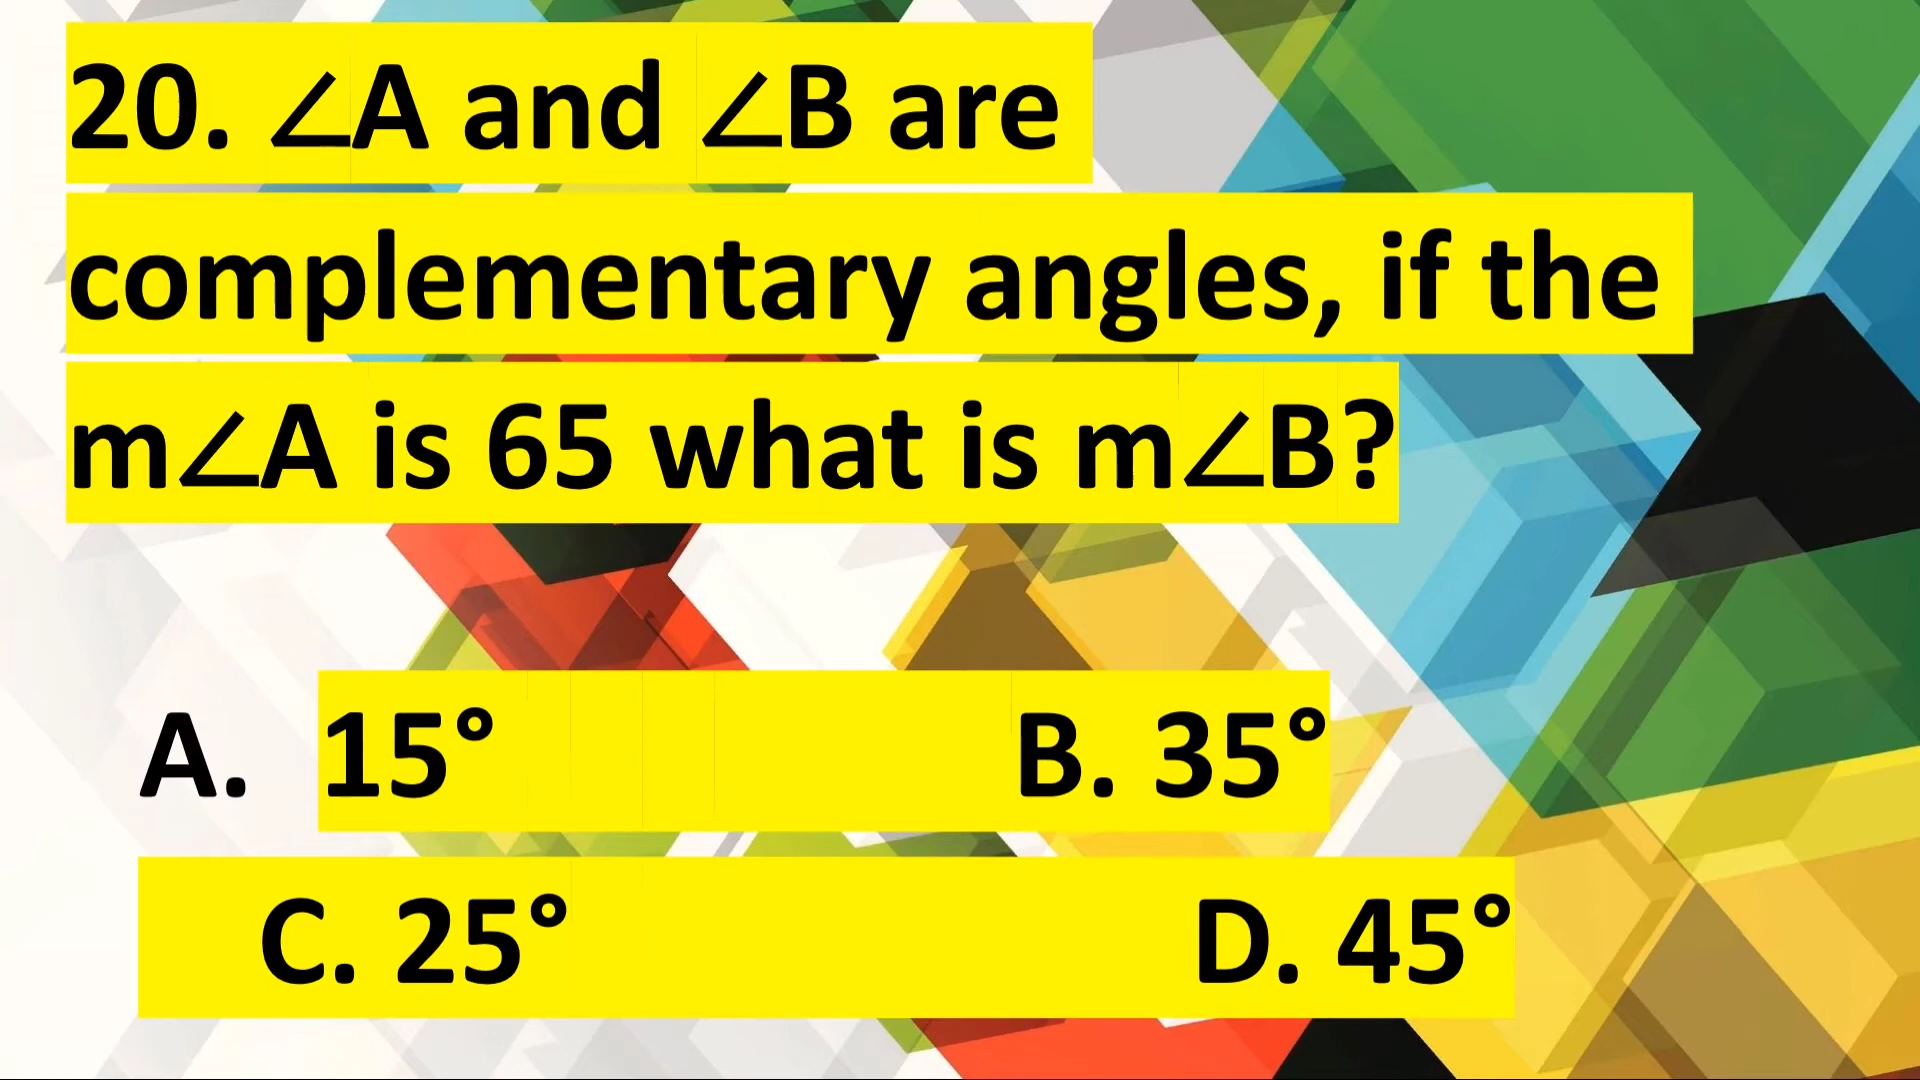 20. ∠A and ∠B are
complementary angles, if the
m∠A is 65 what is m∠B?
A. 15° B. 35°
C. 25° D. 45°